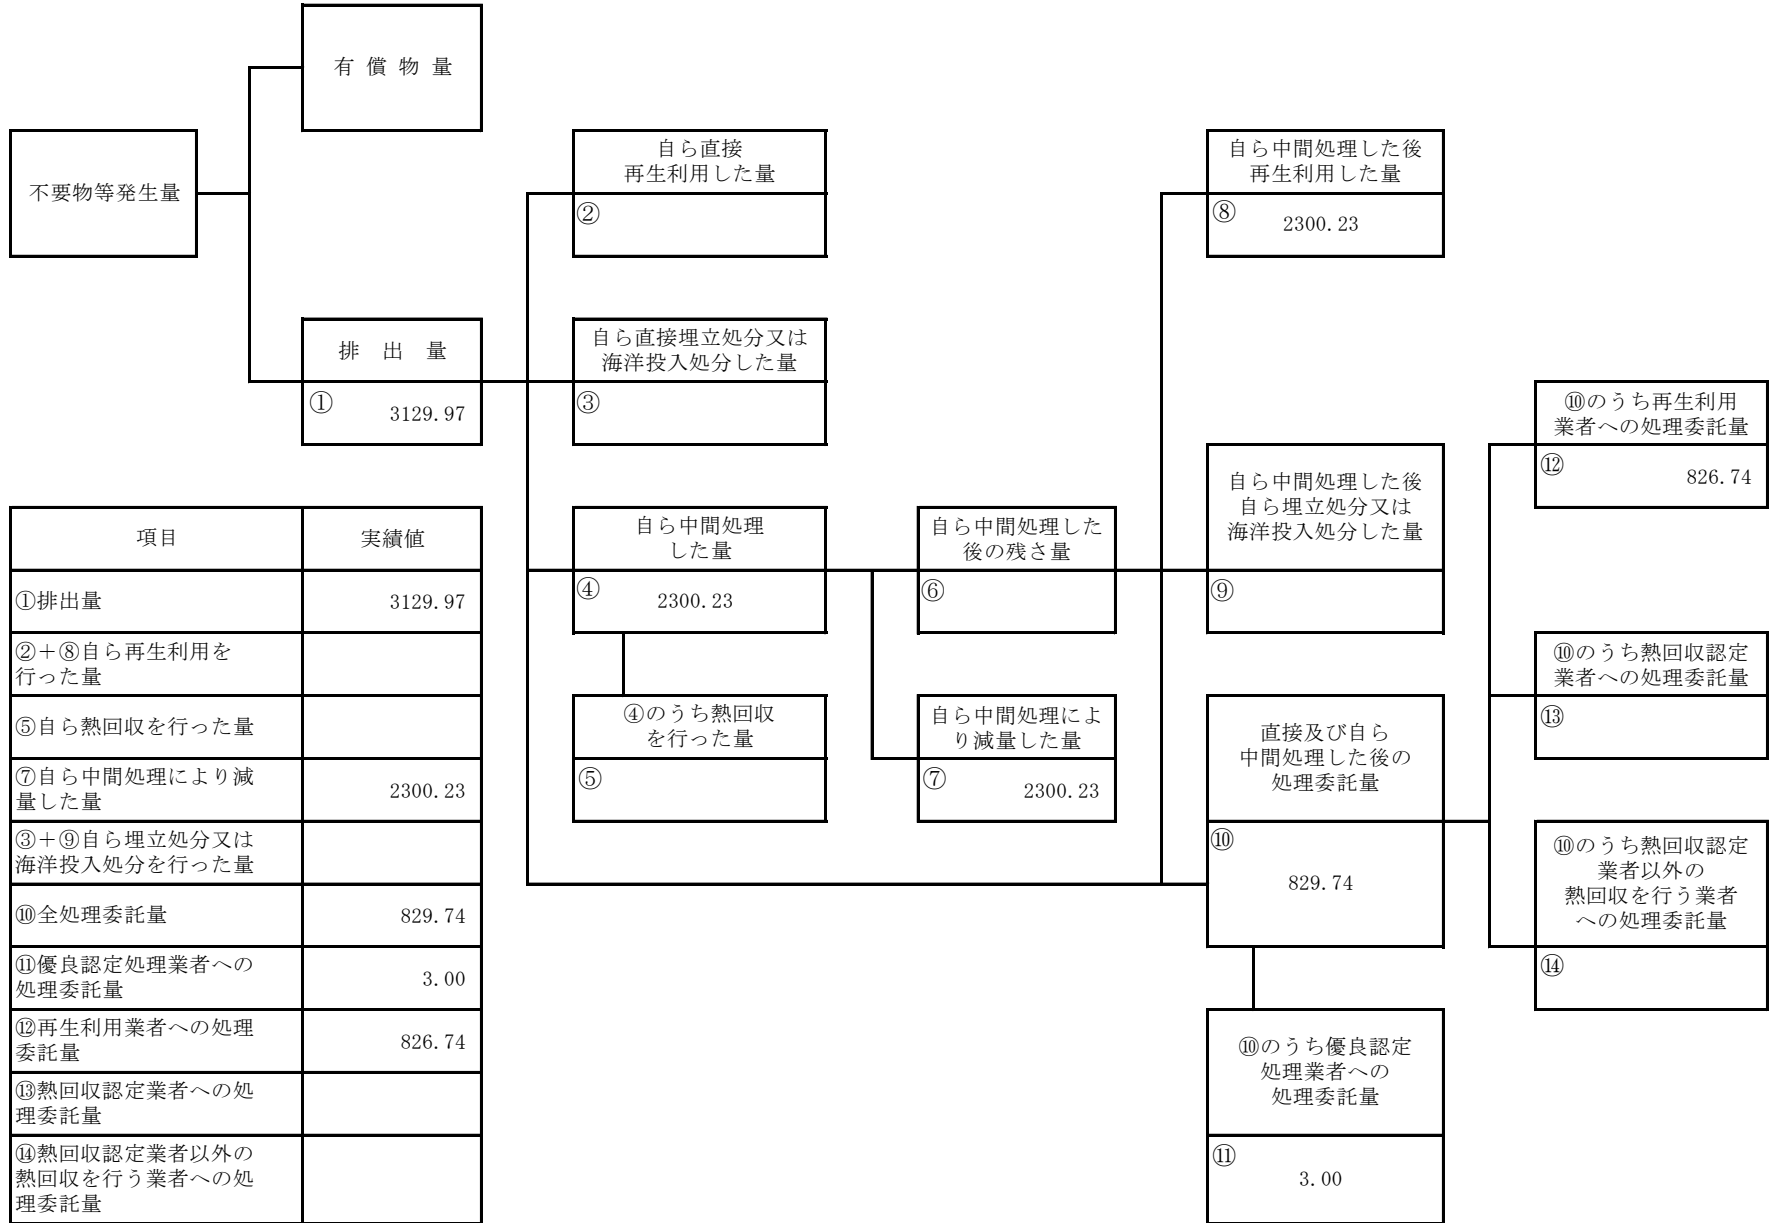 有 償 物 量
不要物等発生量
自ら直接
再生利用した量
②
自ら中間処理した後
再生利用した量
⑧
2300.23
排 出 量
①
3129.97
自ら直接埋立処分又は
海洋投入処分した量
③
⑩のうち再生利用
業者への処理委託量
⑫
826.74
自ら中間処理
した量
④
2300.23
自ら中間処理した
後の残さ量
⑥
自ら中間処理した後
自ら埋立処分又は
海洋投入処分した量
⑨
⑩のうち熱回収認定
業者への処理委託量
⑬
④のうち熱回収
を行った量
⑤
自ら中間処理によ
り減量した量
⑦
2300.23
直接及び自ら
中間処理した後の
処理委託量
⑩
829.74
⑩のうち熱回収認定
業者以外の
熱回収を行う業者
への処理委託量
⑭
⑩のうち優良認定
処理業者への
処理委託量
⑪
3.00
項目 実績値
①排出量 3129.97
②＋⑧自ら再生利用を
行った量
⑤自ら熱回収を行った量
⑦自ら中間処理により減
量した量 2300.23
③＋⑨自ら埋立処分又は
海洋投入処分を行った量
⑩全処理委託量 829.74
⑪優良認定処理業者への
処理委託量 3.00
⑫再生利用業者への処理
委託量 826.74
⑬熱回収認定業者への処
理委託量
⑭熱回収認定業者以外の
熱回収を行う業者への処
理委託量